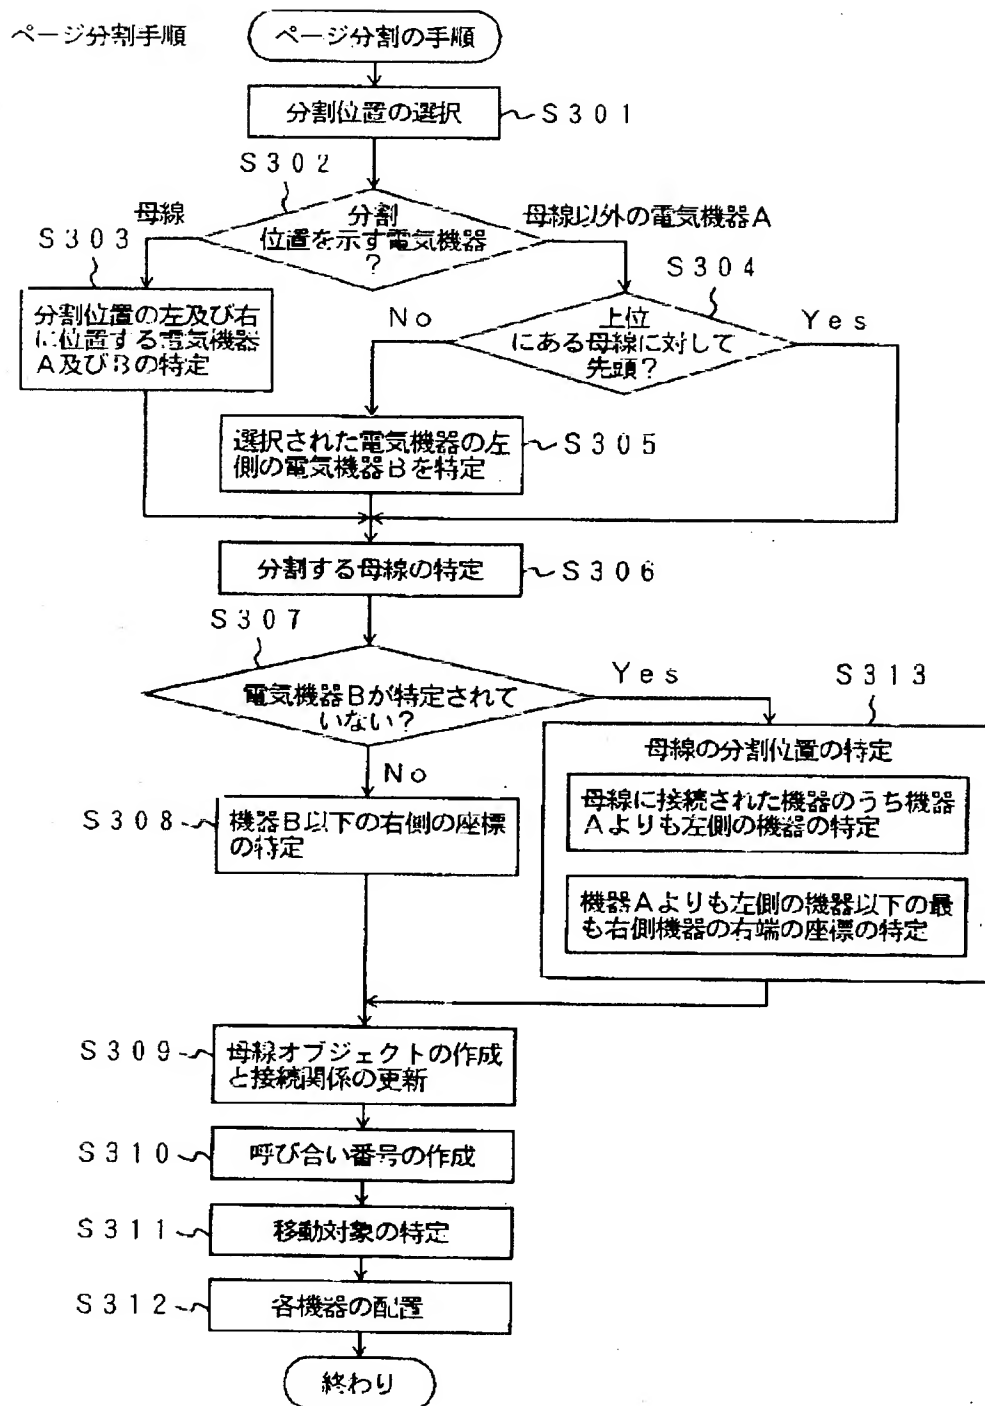 ページ分割手順
ページ分割の手順
分割位置の選択
S301
S302
分割
位置を示す電気機器
?
母線
母線以外の電気機器A
S303
分割位置の左及び右
に位置する電気機器
A及びBの特定
S304
上位
にある母線に対して
先頭?
No
Yes
選択された電気機器の左
側の電気機器Bを特定
S305
分割する母線の特定
S306
S307
電気機器Bが特定されて
いない?
Yes
No
S313
母線の分割位置の特定
母線に接続された機器のうち機器
Aよりも左側の機器の特定
機器Aよりも左側の機器以下の最
も右側機器の右端の座標の特定
S308
機器B以下の右側の座標
の特定
S309
母線オブジェクトの作成
と接続関係の更新
S310
呼び合い番号の作成
S311
移動対象の特定
S312
各機器の配置
終わり